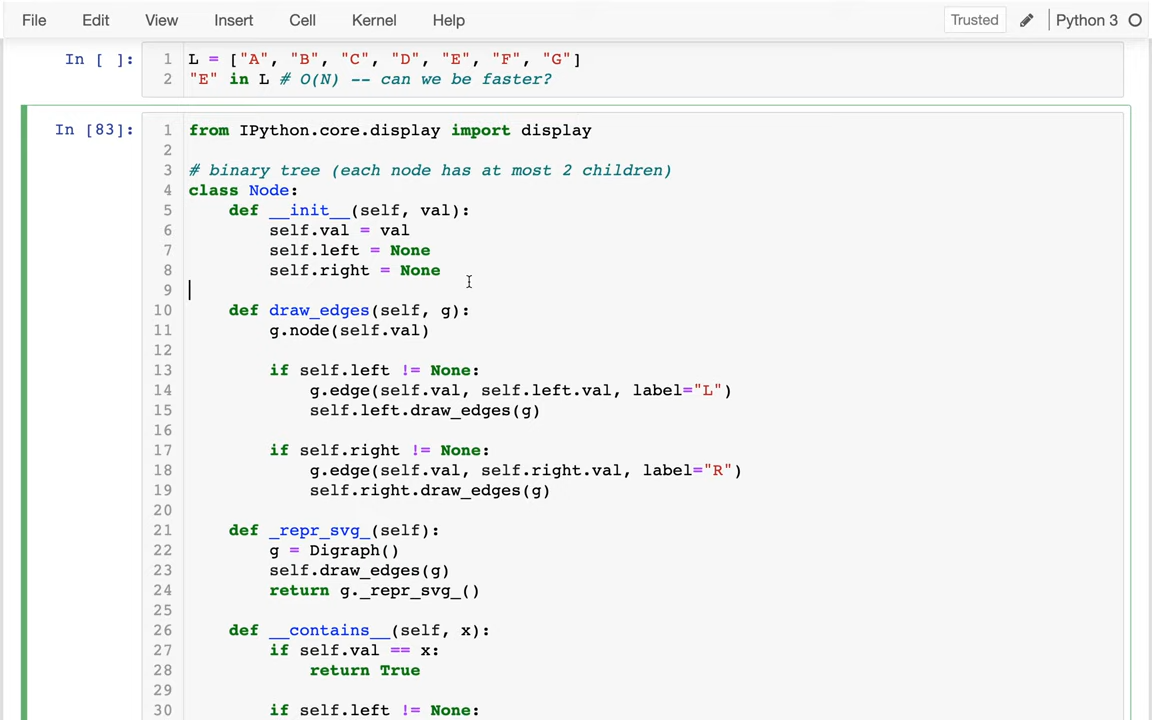 File Edit View Insert Cell Kernel Help Trusted Python 3
In [ ]:
1 L = ["A", "B", "C", "D", "E", "F", "G"]
2 "E" in L # O(N) -- can we be faster?
In [83]:
1 from IPython.core.display import display
2
3 # binary tree (each node has at most 2 children)
4 class Node:
5     def __init__(self, val):
6         self.val = val
7         self.left = None
8         self.right = None
9
10     def draw_edges(self, g):
11         g.node(self.val)
12
13         if self.left != None:
14             g.edge(self.val, self.left.val, label="L")
15             self.left.draw_edges(g)
16
17         if self.right != None:
18             g.edge(self.val, self.right.val, label="R")
19             self.right.draw_edges(g)
20
21     def _repr_svg_(self):
22         g = Digraph()
23         self.draw_edges(g)
24         return g._repr_svg_()
25
26     def __contains__(self, x):
27         if self.val == x:
28             return True
29
30         if self.left != None: